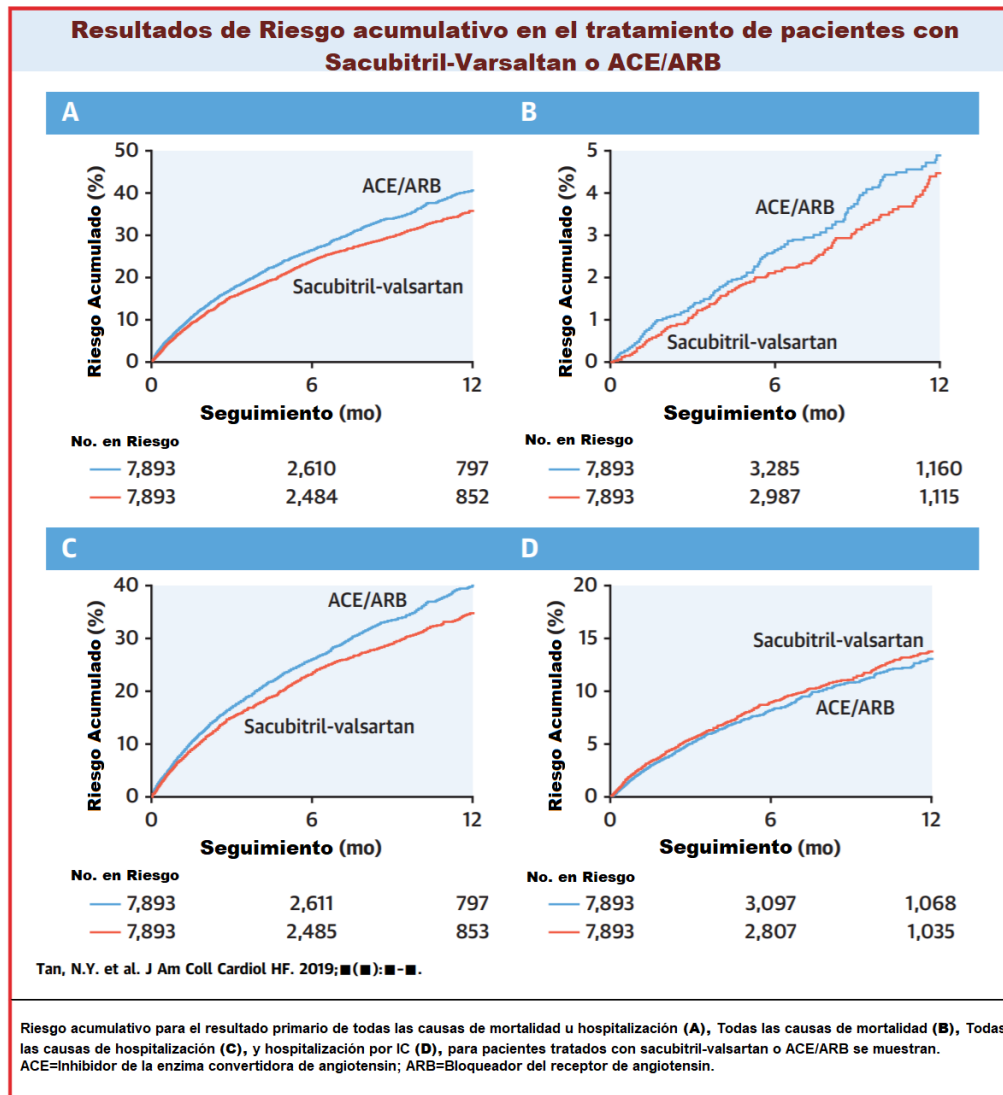 Resultados de Riesgo acumulativo en el tratamiento de pacientes con
Sacubitril-Varsaltan o ACE/ARB
A
50
40
30
20
10
0
Riesgo Acumulado (%)
ACE/ARB
Sacubitril-valsartan
0 6 12
Seguimiento (mo)
No. en Riesgo
7,893 2,610 797
7,893 2,484 852
B
5
4
3
2
1
0
Riesgo Acumulado (%)
ACE/ARB
Sacubitril-valsartan
0 6 12
Seguimiento (mo)
No. en Riesgo
7,893 3,285 1,160
7,893 2,987 1,115
C
40
30
20
10
0
Riesgo Acumulado (%)
ACE/ARB
Sacubitril-valsartan
0 6 12
Seguimiento (mo)
No. en Riesgo
7,893 2,611 797
7,893 2,485 853
D
20
15
10
5
0
Riesgo Acumulado (%)
Sacubitril-valsartan
ACE/ARB
0 6 12
Seguimiento (mo)
No. en Riesgo
7,893 3,097 1,068
7,893 2,807 1,035
Tan, N.Y. et al. J Am Coll Cardiol HF. 2019;■(■):■-■.
Riesgo acumulativo para el resultado primario de todas las causas de mortalidad u hospitalización (A), Todas las causas de mortalidad (B), Todas
las causas de hospitalización (C), y hospitalización por IC (D), para pacientes tratados con sacubitril-valsartan o ACE/ARB se muestran.
ACE=Inhibidor de la enzima convertidora de angiotensin; ARB=Bloqueador del receptor de angiotensin.